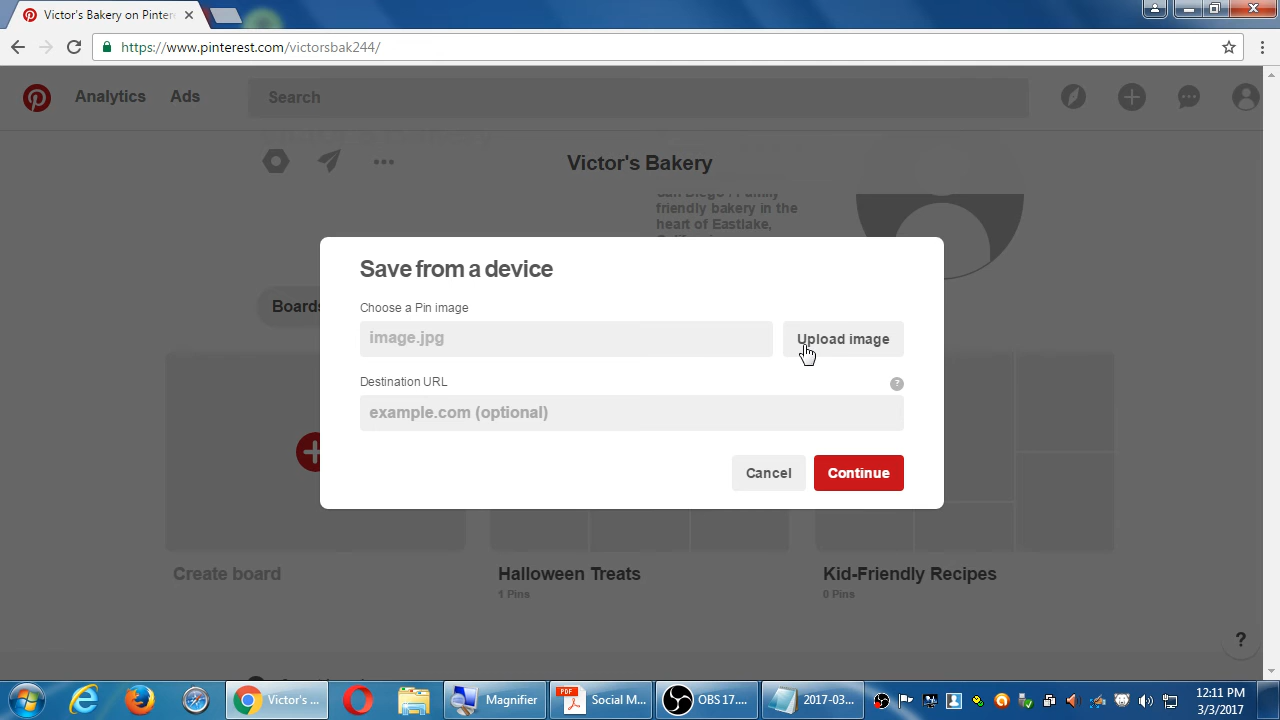 Victor's Bakery on Pinter
https://www.pinterest.com/victorsbak244/
Analytics
Ads
Search
Victor's Bakery
friendly bakery in the
heart of Eastlake,
Boards
Save from a device
Choose a Pin image
image.jpg
Upload image
Destination URL
?
example.com (optional)
Cancel
Continue
Create board
Halloween Treats
1 Pins
Kid-Friendly Recipes
0 Pins
?
Victor's ...
Magnifier
PDF
Social M...
OBS 17....
2017-03...
12:11 PM
3/3/2017